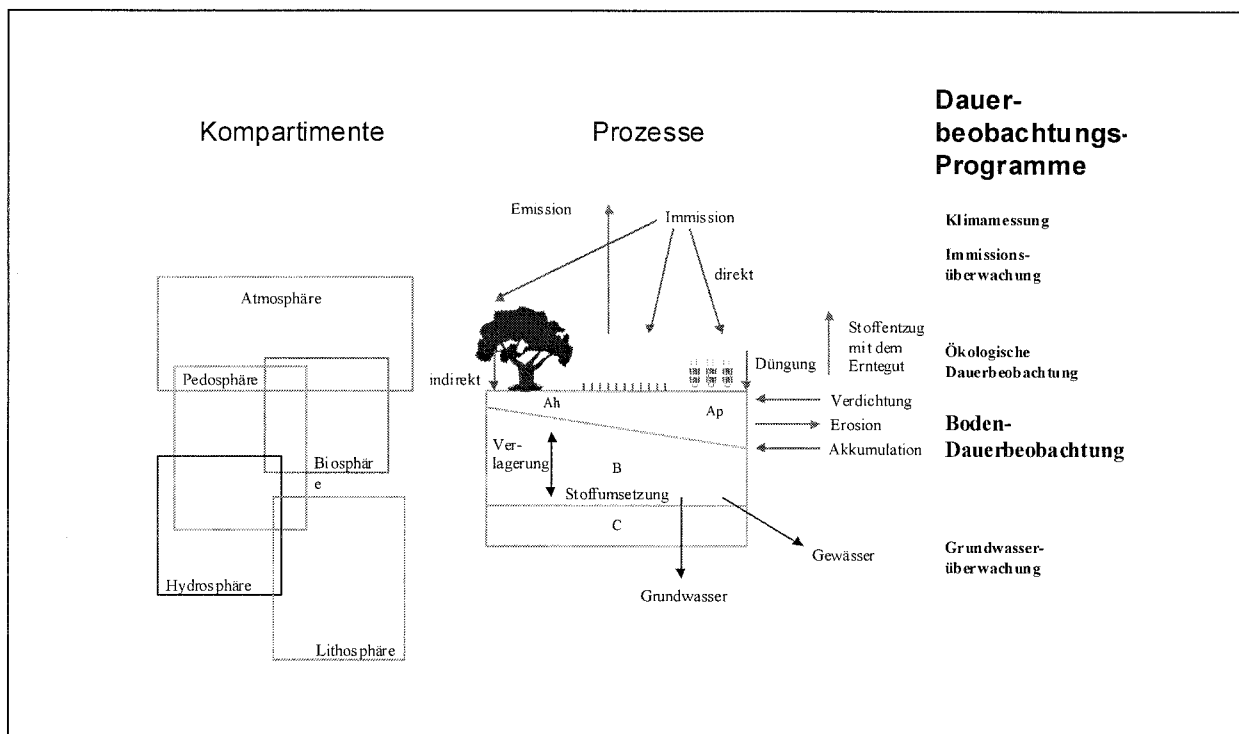 Kompartimente
Atmosphäre
Pedosphäre
Biosphär
e
Hydrosphäre
Lithosphäre
Prozesse
Emission
Immission
direkt
indirekt
Düngung
Stoffentzug
mit dem
Erntegut
Ah
Ap
Verdichtung
Erosion
Akkumulation
Ver-
lagerung
B
Stoffumsetzung
C
Gewässer
Grundwasser
Dauer-
beobachtungs-
Programme
Klimamessung
Immissions-
überwachung
Ökologische
Dauerbeobachtung
Boden-
Dauerbeobachtung
Grundwasser-
überwachung